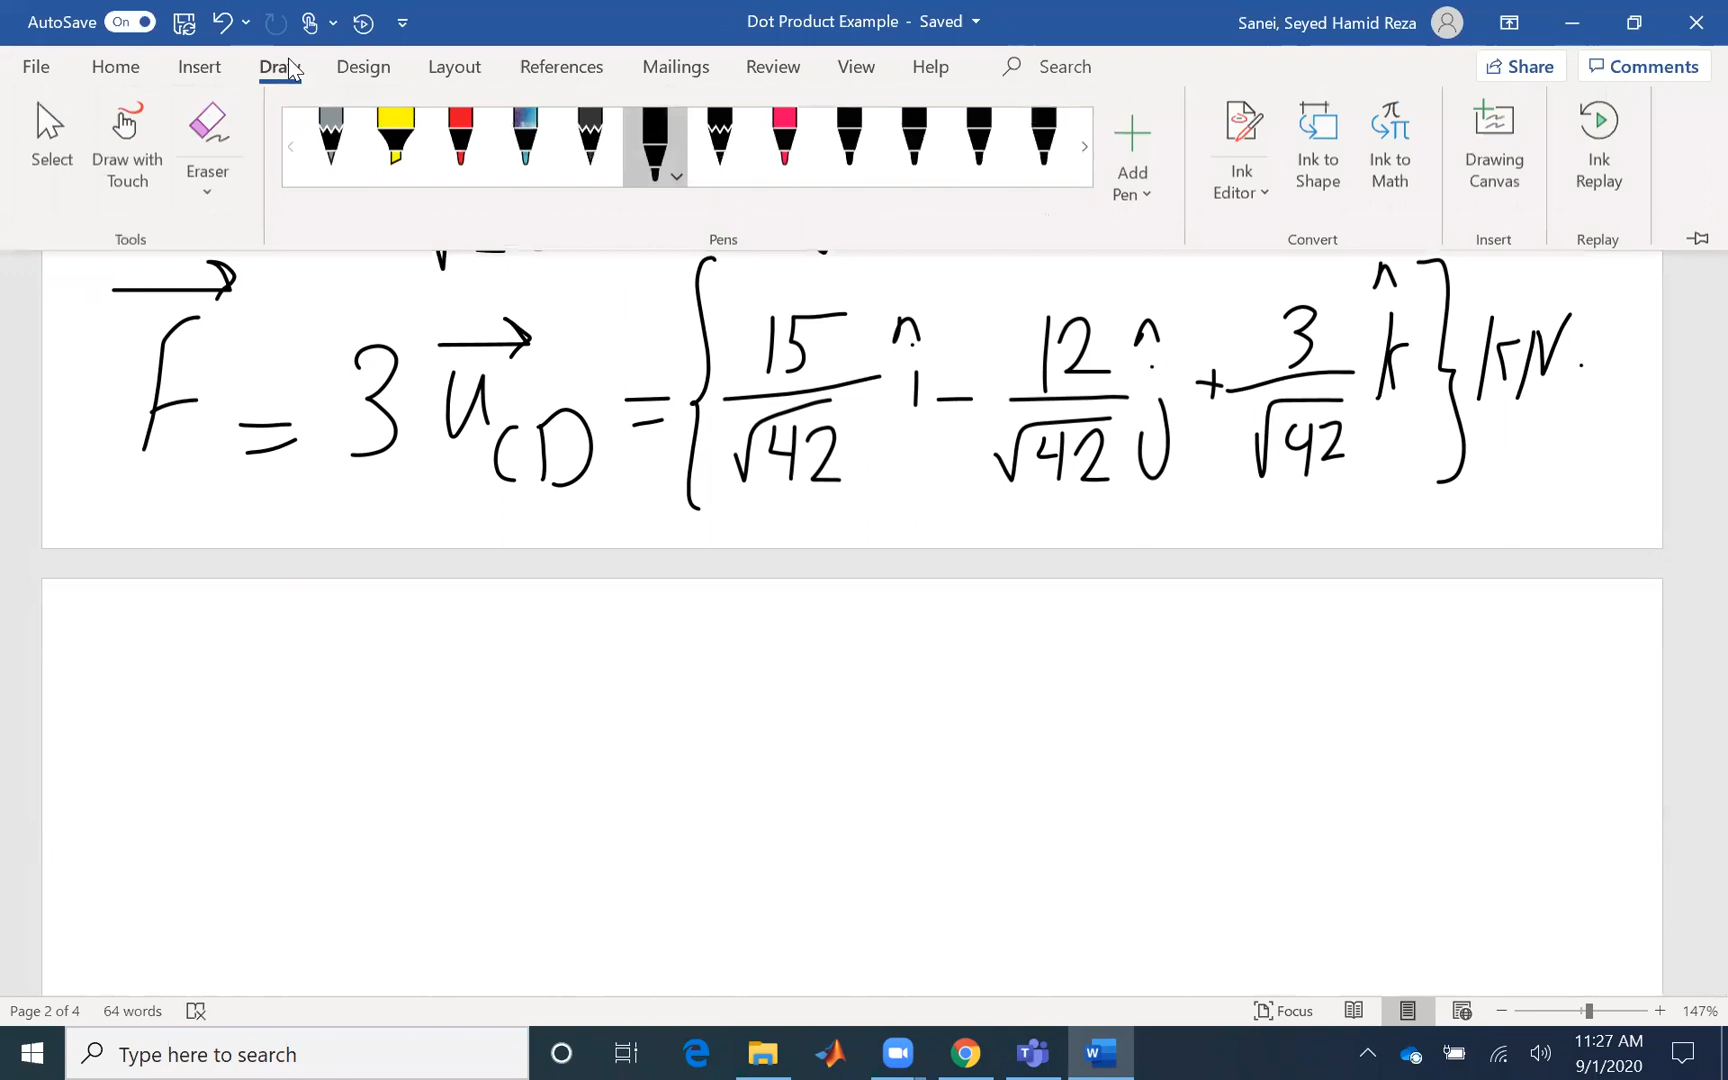 AutoSave On Dot Product Example - Saved Sanei, Seyed Hamid Reza
File Home Insert Draw Design Layout References Mailings Review View Help Search Share Comments
Select Draw with Touch Eraser Add Pen Ink Editor Ink to Shape Ink to Math Drawing Canvas Ink Replay
Tools Pens Convert Insert Replay
F⃗ = 3 u⃗CD = { 15/√42 î − 12/√42 ĵ + 3/√42 k̂ } KN.
Page 2 of 4 64 words Focus 147%
Type here to search 11:27 AM
9/1/2020